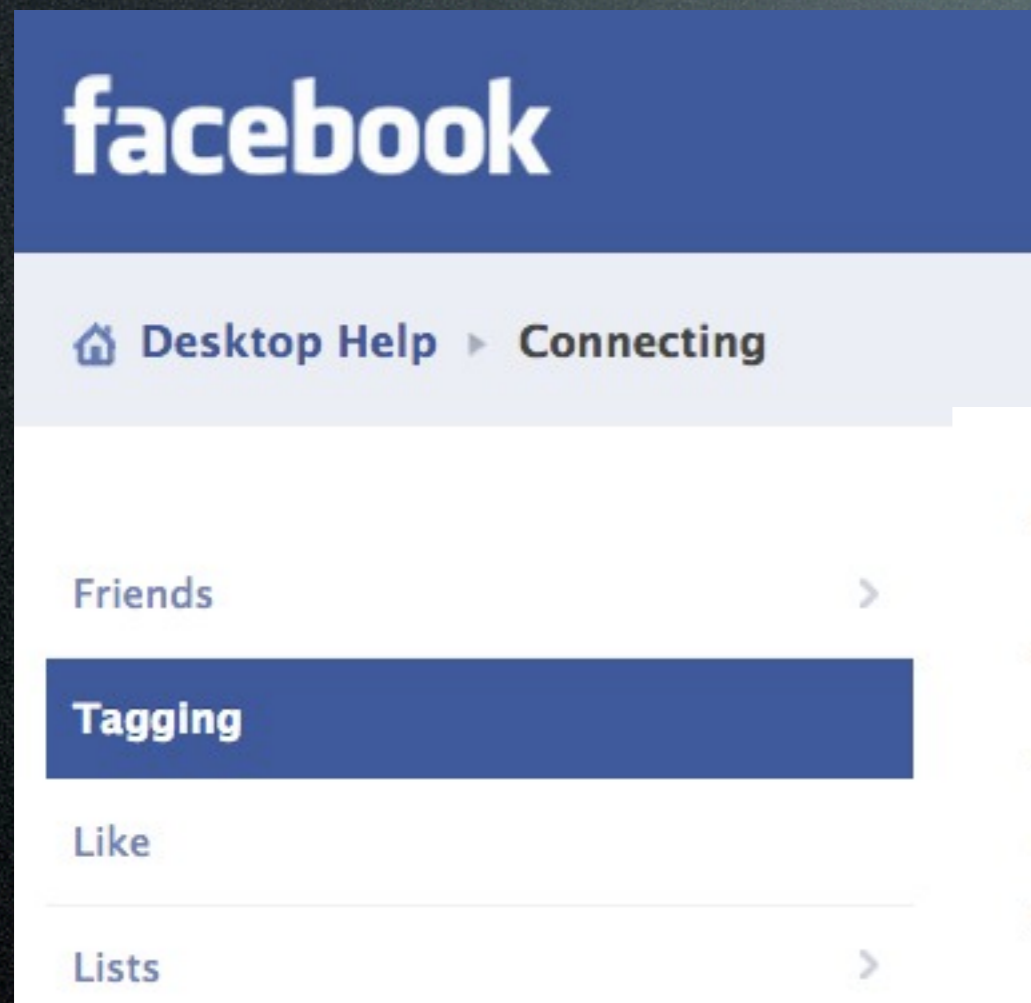 facebook
Desktop Help ▸ Connecting
Friends
Tagging
Like
Lists